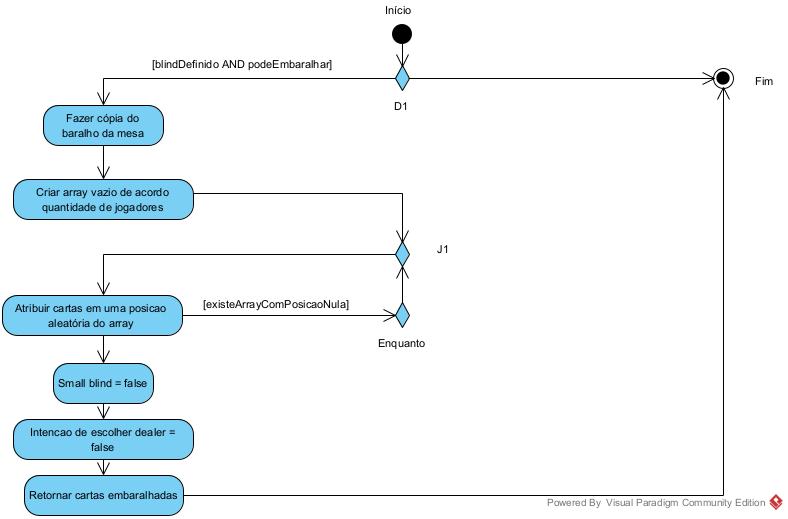 Início
[blindDefinido AND podeEmbaralhar]
D1
Fim
Fazer cópia do
baralho da mesa
Criar array vazio de acordo
quantidade de jogadores
J1
Atribuir cartas em uma posicao
aleatória do array
[existeArrayComPosicaoNula]
Enquanto
Small blind = false
Intencao de escolher dealer =
false
Retornar cartas embaralhadas
Powered By Visual Paradigm Community Edition